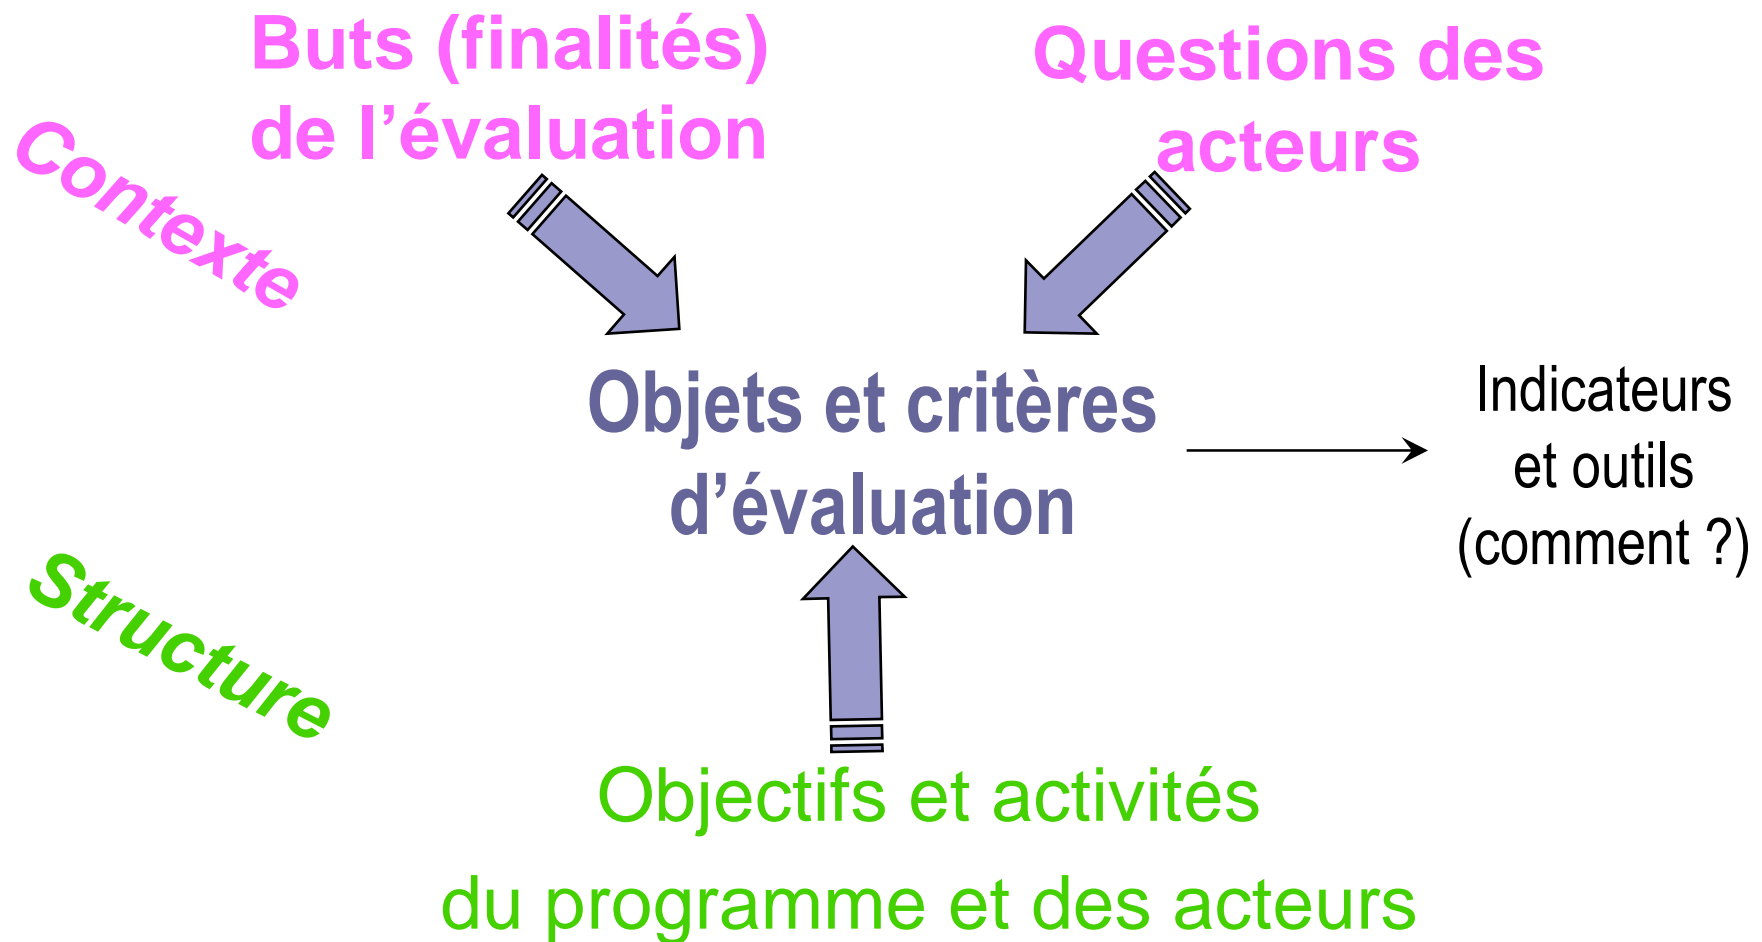 Buts (finalités)
de l’évaluation
Questions des
acteurs
Contexte
Objets et critères
d’évaluation
Indicateurs
et outils
(comment ?)
Structure
Objectifs et activités
du programme et des acteurs